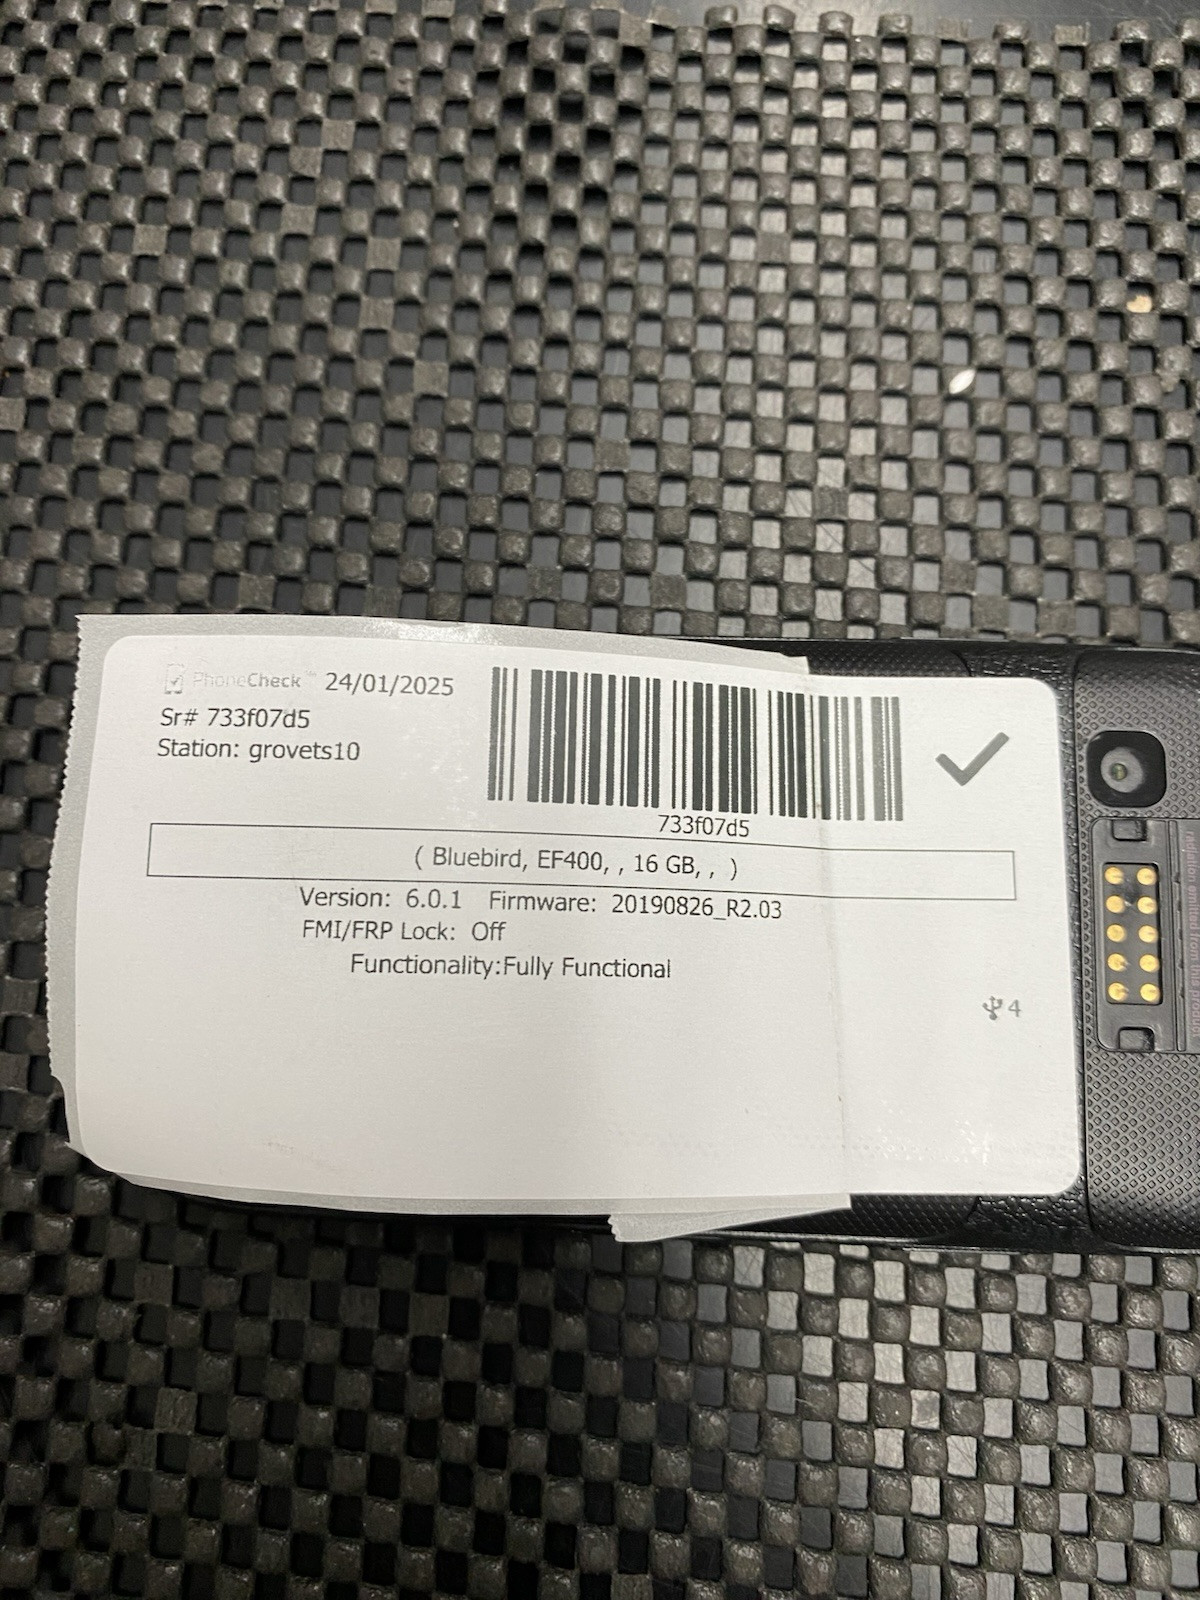 PhoneCheck™ 24/01/2025
Sr# 733f07d5
Station: grovets10
733f07d5
( Bluebird, EF400, , 16 GB, , )
Version: 6.0.1 Firmware: 20190826_R2.03
FMI/FRP Lock: Off
Functionality:Fully Functional
4